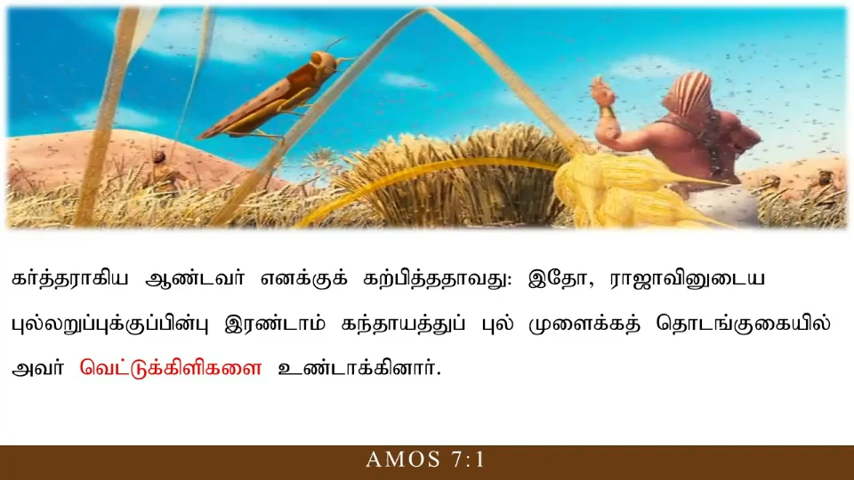 கர்த்தராகிய ஆண்டவர் எனக்குக் கற்பித்ததாவது: இதோ, ராஜாவினுடைய
புல்லறுப்புக்குப்பின்பு இரண்டாம் கந்தாயத்துப் புல் முளைக்கத் தொடங்குகையில்
அவர் வெட்டுக்கிளிகளை உண்டாக்கினார்.
AMOS 7:1